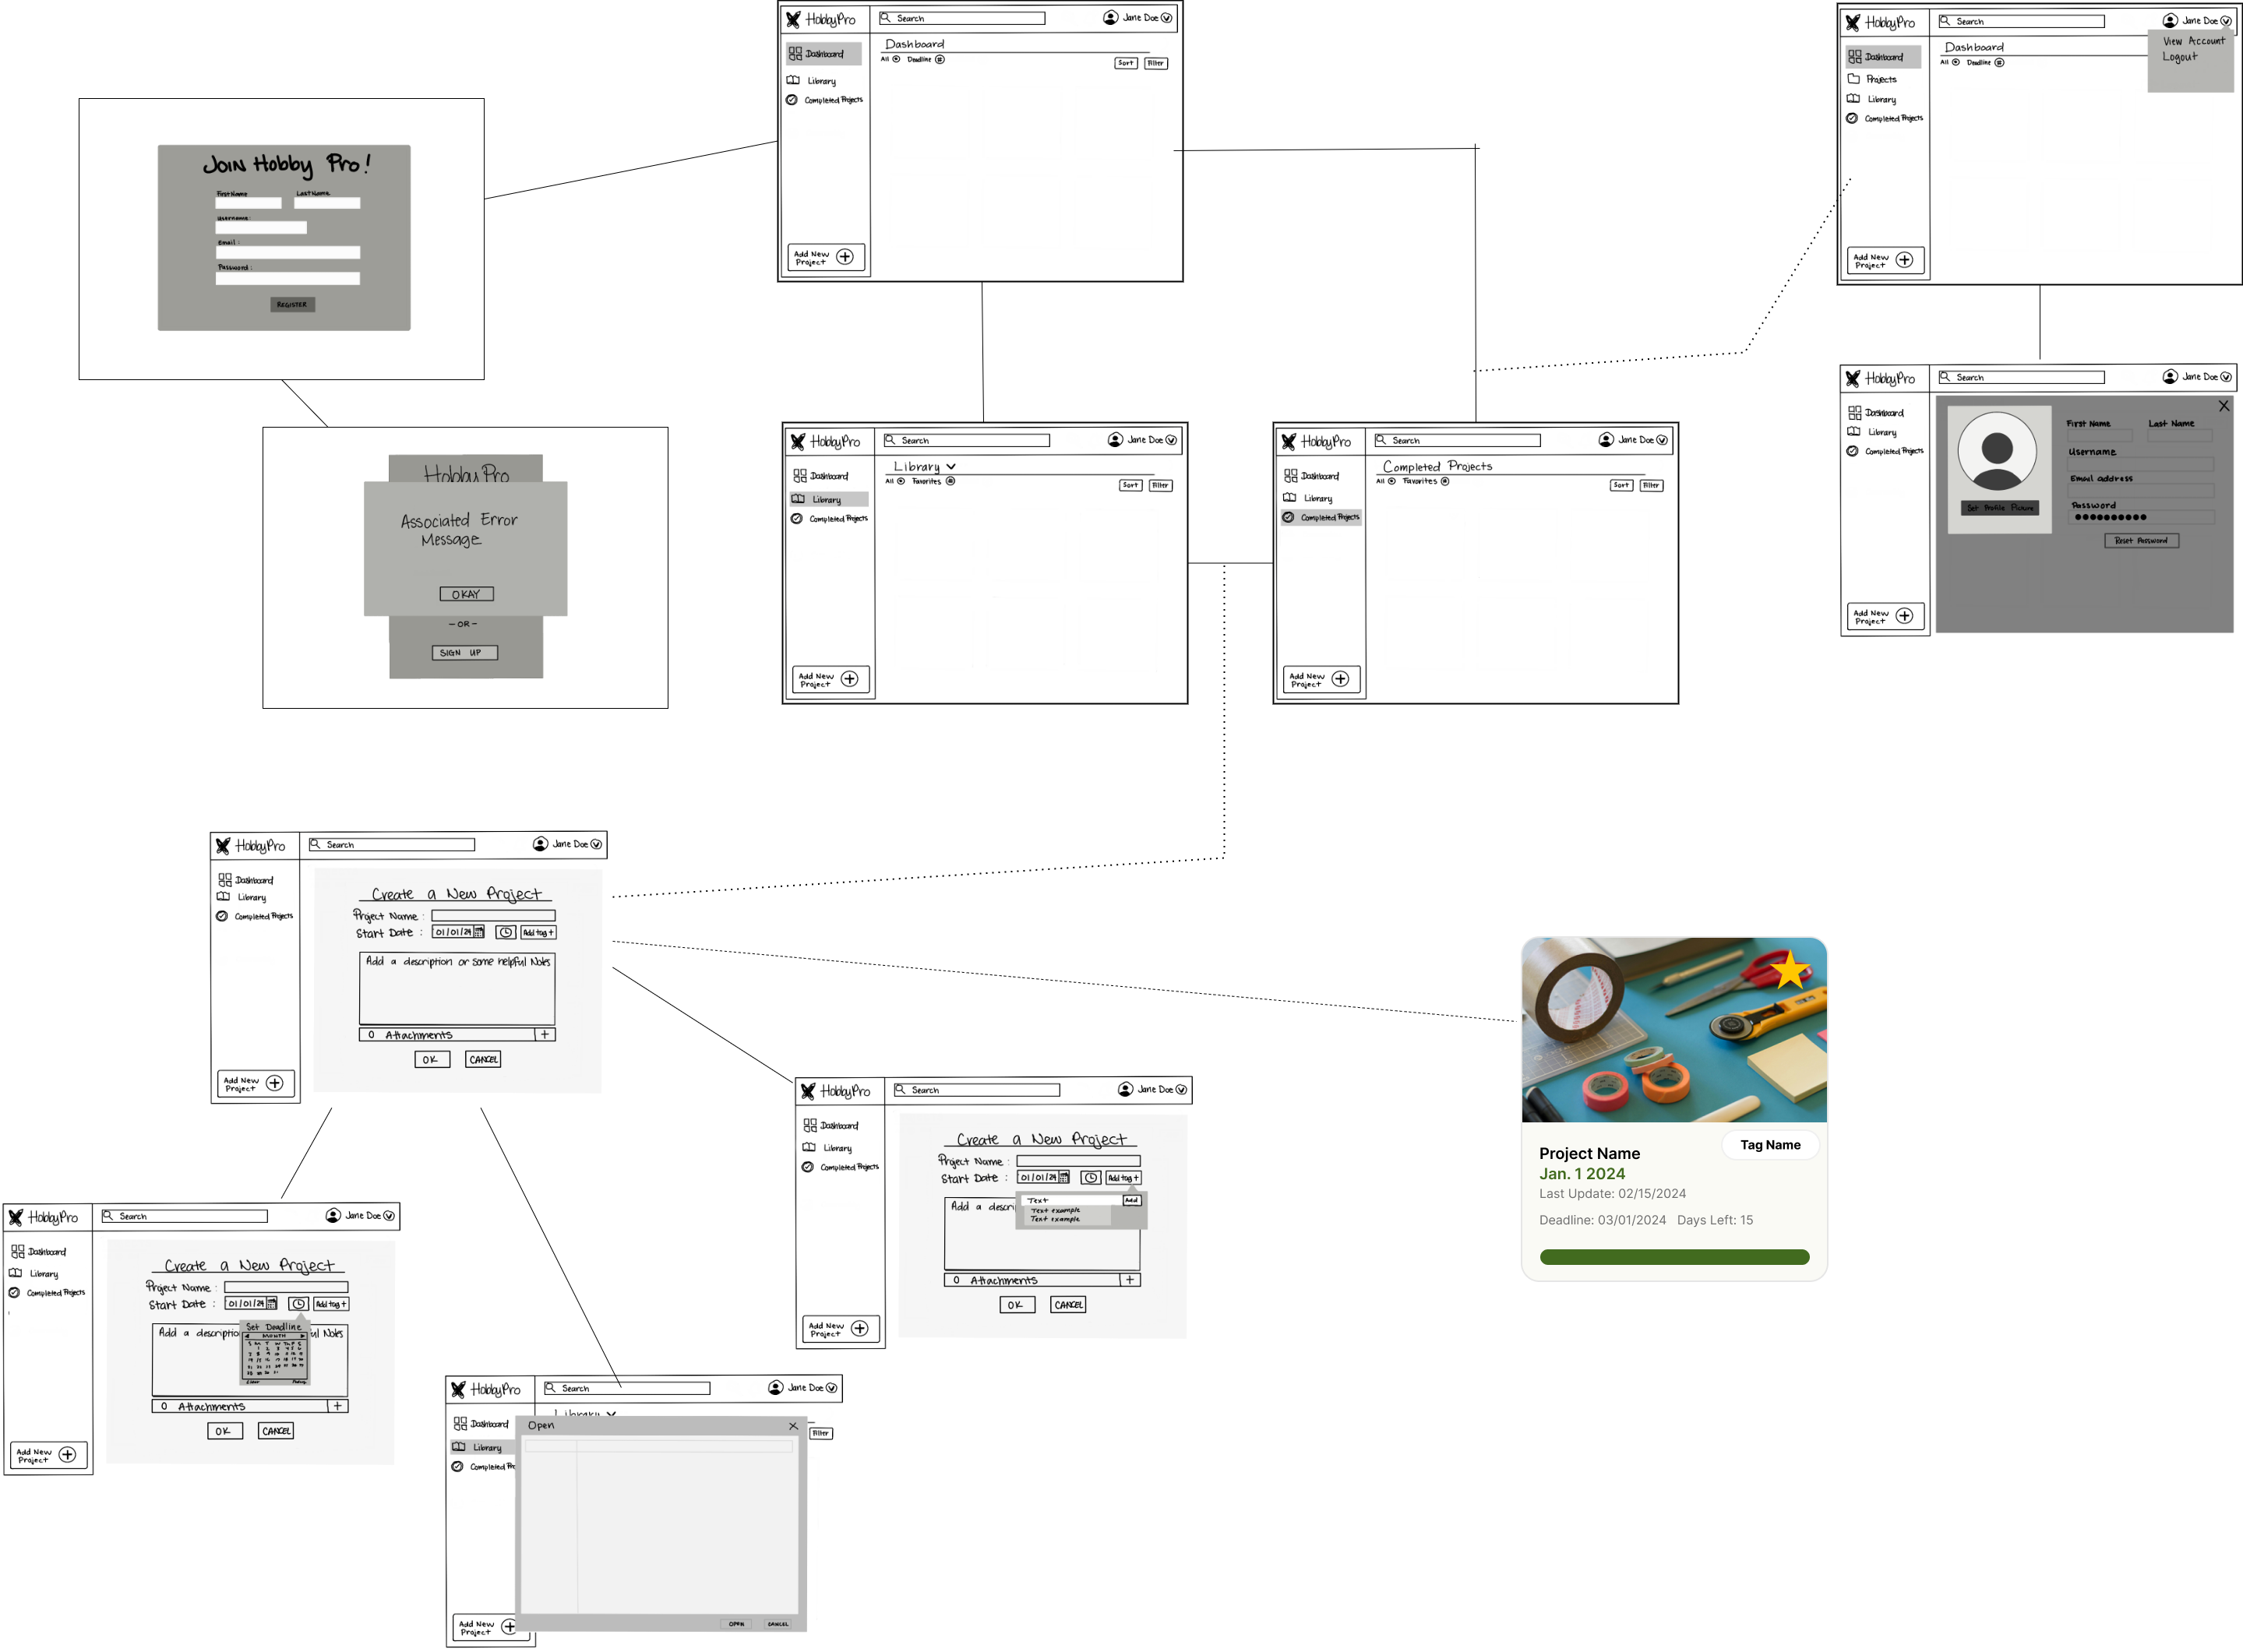 HobbyPro
Search
Jane Doe
Dashboard
Library
Completed Projects
Add New
Project
Dashboard
All
Deadline
Sort
Filter
HobbyPro
Search
Jane Doe
View Account
Logout
Dashboard
Projects
Library
Completed Projects
Add New
Project
Dashboard
All
Deadline
Join Hobby Pro!
First Name
Last Name
Username:
Email:
Password:
REGISTER
HobbyPro
Associated Error
Message
OKAY
-OR-
SIGN UP
HobbyPro
Search
Jane Doe
Dashboard
Library
Completed Projects
Add New
Project
Library
All
Favorites
Sort
Filter
HobbyPro
Search
Jane Doe
Dashboard
Library
Completed Projects
Add New
Project
Completed Projects
All
Favorites
Sort
Filter
HobbyPro
Search
Jane Doe
Dashboard
Library
Completed Projects
Add New
Project
Set Profile Picture
First Name
Last Name
Username
Email address
Password
Reset Password
HobbyPro
Search
Jane Doe
Dashboard
Library
Completed Projects
Add New
Project
Create a New Project
Project Name:
Start Date: 01/01/24 Add tag +
Add a description or some helpful Notes
0 Attachments +
OK
CANCEL
HobbyPro
Search
Jane Doe
Dashboard
Library
Completed Projects
Add New
Project
Create a New Project
Project Name:
Start Date: 01/01/24 Add tag +
Text
Add
Text example
Text example
Add a descri
0 Attachments +
OK
CANCEL
Project Name
Tag Name
Jan. 1 2024
Last Update: 02/15/2024
Deadline: 03/01/2024 Days Left: 15
HobbyPro
Search
Jane Doe
Dashboard
Library
Completed Projects
Add New
Project
Create a New Project
Project Name:
Start Date: 01/01/24 Add tag +
Set Deadline
MONTH
Add a descriptio
ul Notes
0 Attachments +
OK
CANCEL
HobbyPro
Search
Jane Doe
Dashboard
Library
Completed Pr
Add New
Project
Library
Filter
Open
OPEN
CANCEL